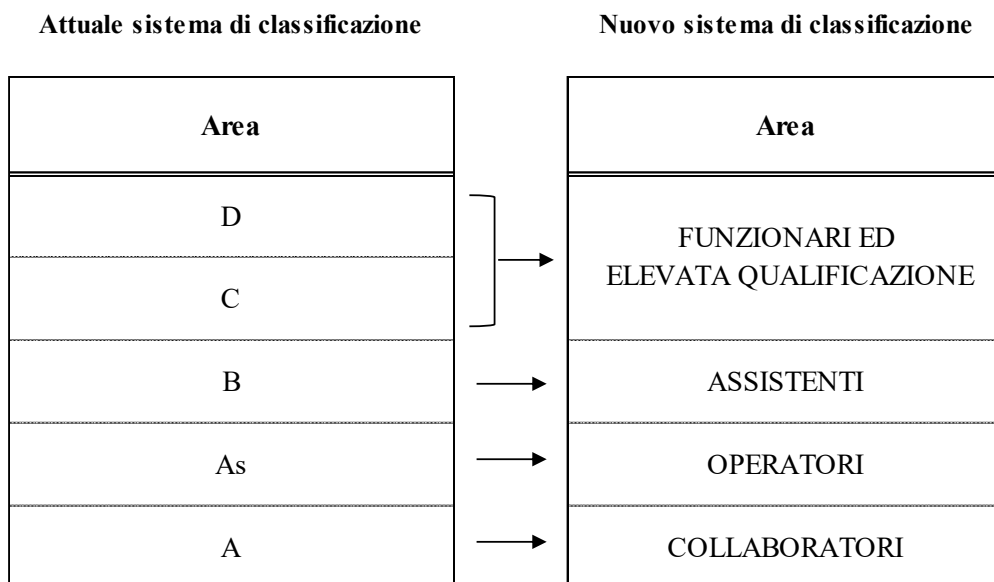 Attuale sistema di classificazione
Nuovo sistema di classificazione
Area
Area
D
C
FUNZIONARI ED
ELEVATA QUALIFICAZIONE
B
ASSISTENTI
As
OPERATORI
A
COLLABORATORI